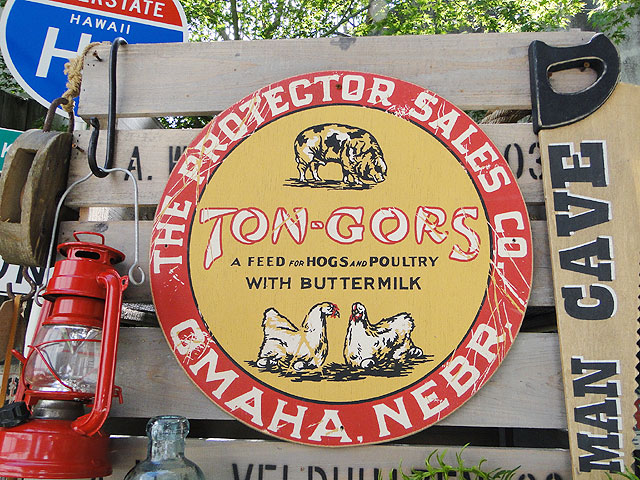 INTERSTATE
HAWAII
H
THE PROTECTOR SALES CO.
TON-GORS
A FEED FOR HOGS AND POULTRY
WITH BUTTERMILK
OMAHA, NEBR.
MAN CAVE